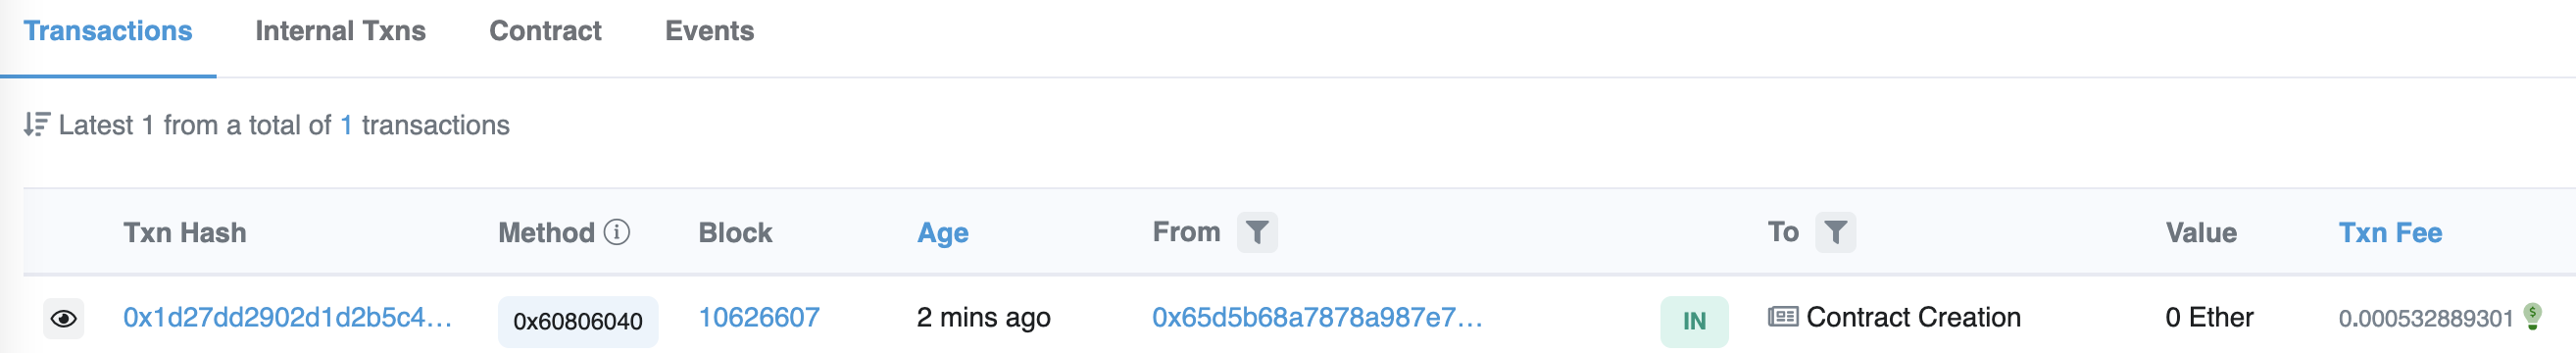 Transactions Internal Txns Contract Events
Latest 1 from a total of 1 transactions
Txn Hash Method Block Age From To Value Txn Fee
0x1d27dd2902d1d2b5c4... 0x60806040 10626607 2 mins ago 0x65d5b68a7878a987e7... IN Contract Creation 0 Ether 0.000532889301